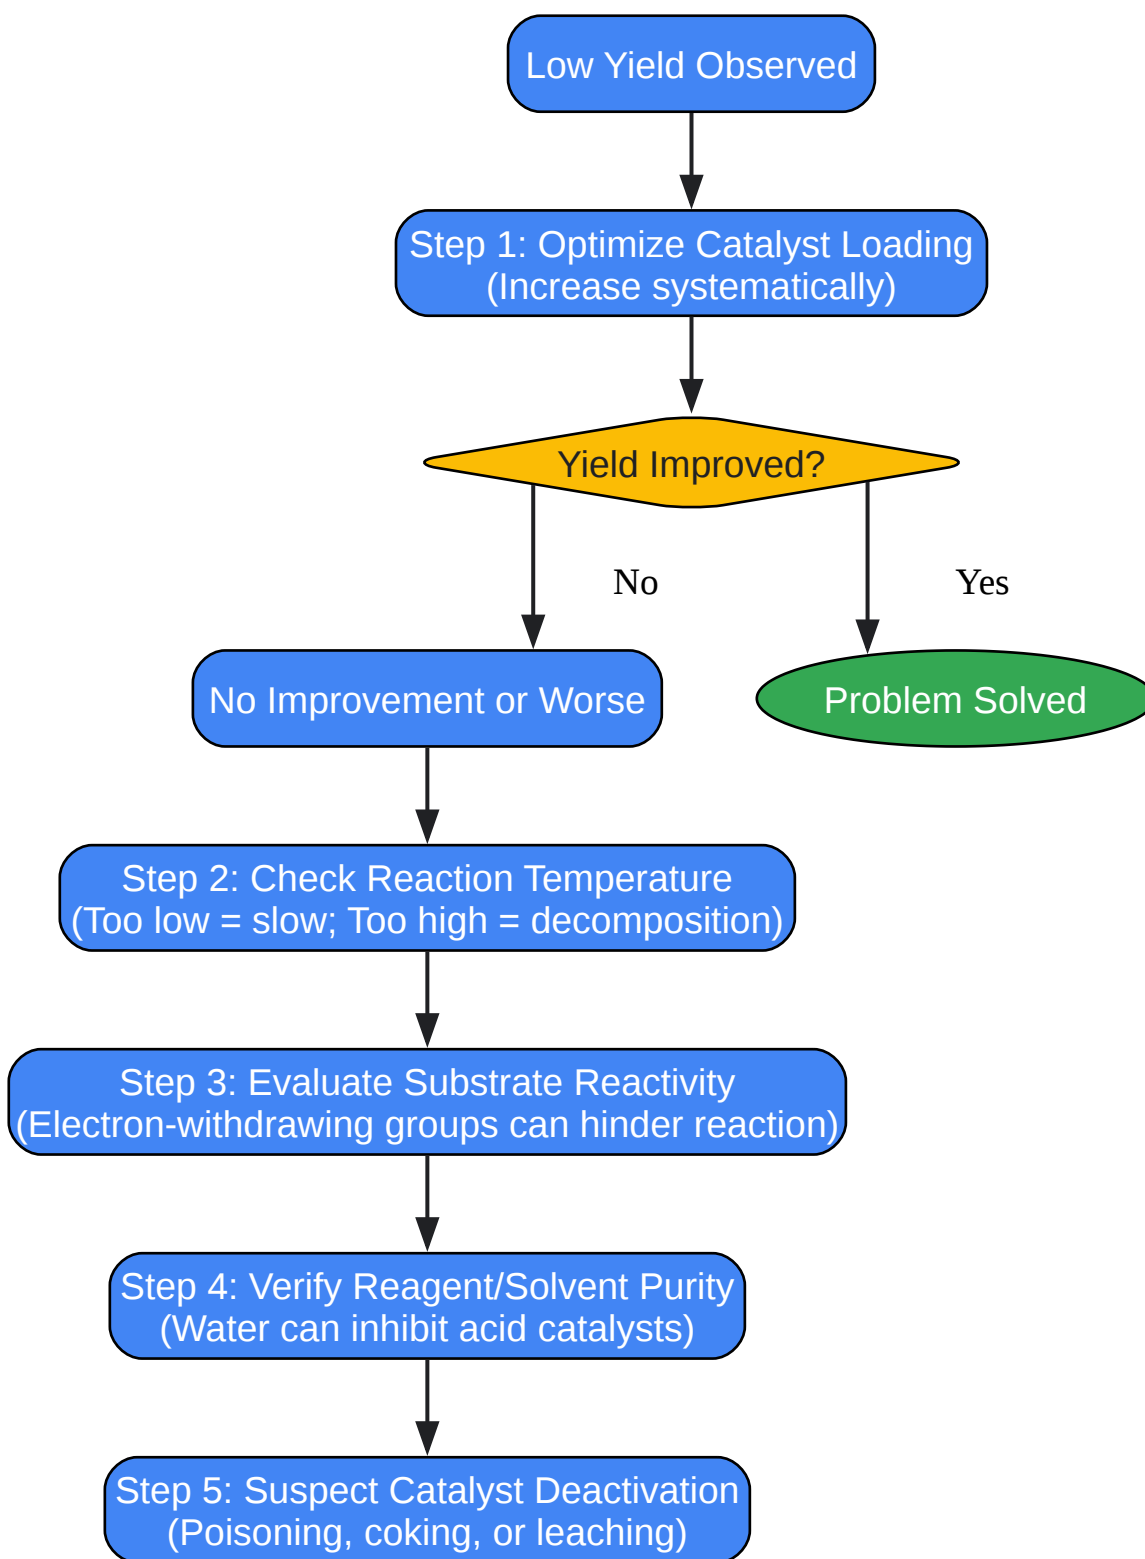 Low Yield Observed
Step 1: Optimize Catalyst Loading
(Increase systematically)
Yield Improved?
No
Yes
No Improvement or Worse
Problem Solved
Step 2: Check Reaction Temperature
(Too low = slow; Too high = decomposition)
Step 3: Evaluate Substrate Reactivity
(Electron-withdrawing groups can hinder reaction)
Step 4: Verify Reagent/Solvent Purity
(Water can inhibit acid catalysts)
Step 5: Suspect Catalyst Deactivation
(Poisoning, coking, or leaching)